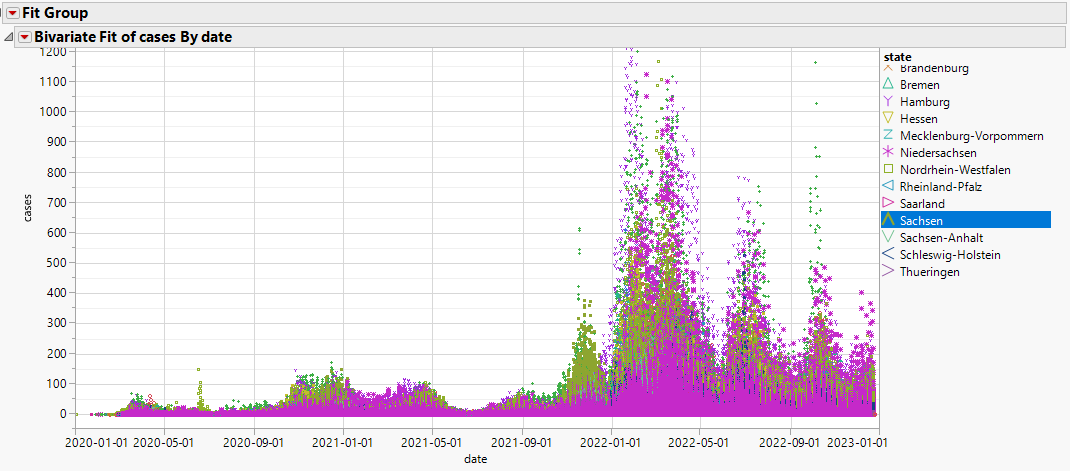 Fit Group
Bivariate Fit of cases By date
1200
1100
1000
900
800
700
600
500
400
300
200
100
0
cases
2020-01-01 2020-05-01 2020-09-01 2021-01-01 2021-05-01 2021-09-01 2022-01-01 2022-05-01 2022-09-01 2023-01-01
date
state
Brandenburg
Bremen
Hamburg
Hessen
Mecklenburg-Vorpommern
Niedersachsen
Nordrhein-Westfalen
Rheinland-Pfalz
Saarland
Sachsen
Sachsen-Anhalt
Schleswig-Holstein
Thueringen